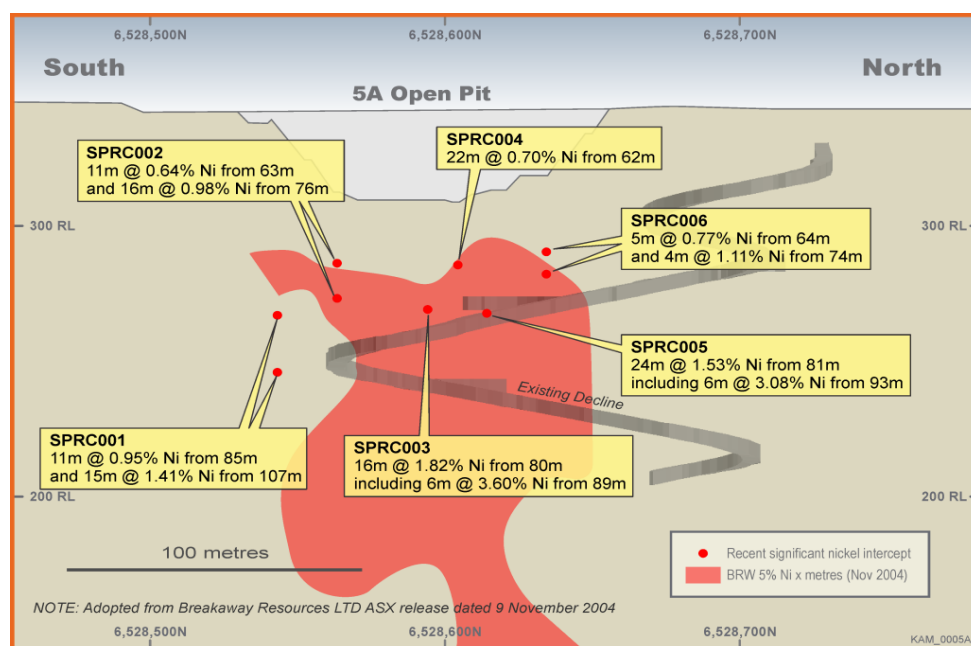 6,528,500N
6,528,600N
6,528,700N
South
North
5A Open Pit
SPRC002
11m @ 0.64% Ni from 63m
and 16m @ 0.98% Ni from 76m
SPRC004
22m @ 0.70% Ni from 62m
SPRC006
5m @ 0.77% Ni from 64m
and 4m @ 1.11% Ni from 74m
300 RL
300 RL
SPRC005
24m @ 1.53% Ni from 81m
including 6m @ 3.08% Ni from 93m
Existing Decline
SPRC001
11m @ 0.95% Ni from 85m
and 15m @ 1.41% Ni from 107m
SPRC003
16m @ 1.82% Ni from 80m
including 6m @ 3.60% Ni from 89m
200 RL
200 RL
100 metres
Recent significant nickel intercept
BRW 5% Ni x metres (Nov 2004)
NOTE: Adopted from Breakaway Resources LTD ASX release dated 9 November 2004
6,528,500N
6,528,600N
6,528,700N
KAM_0005A